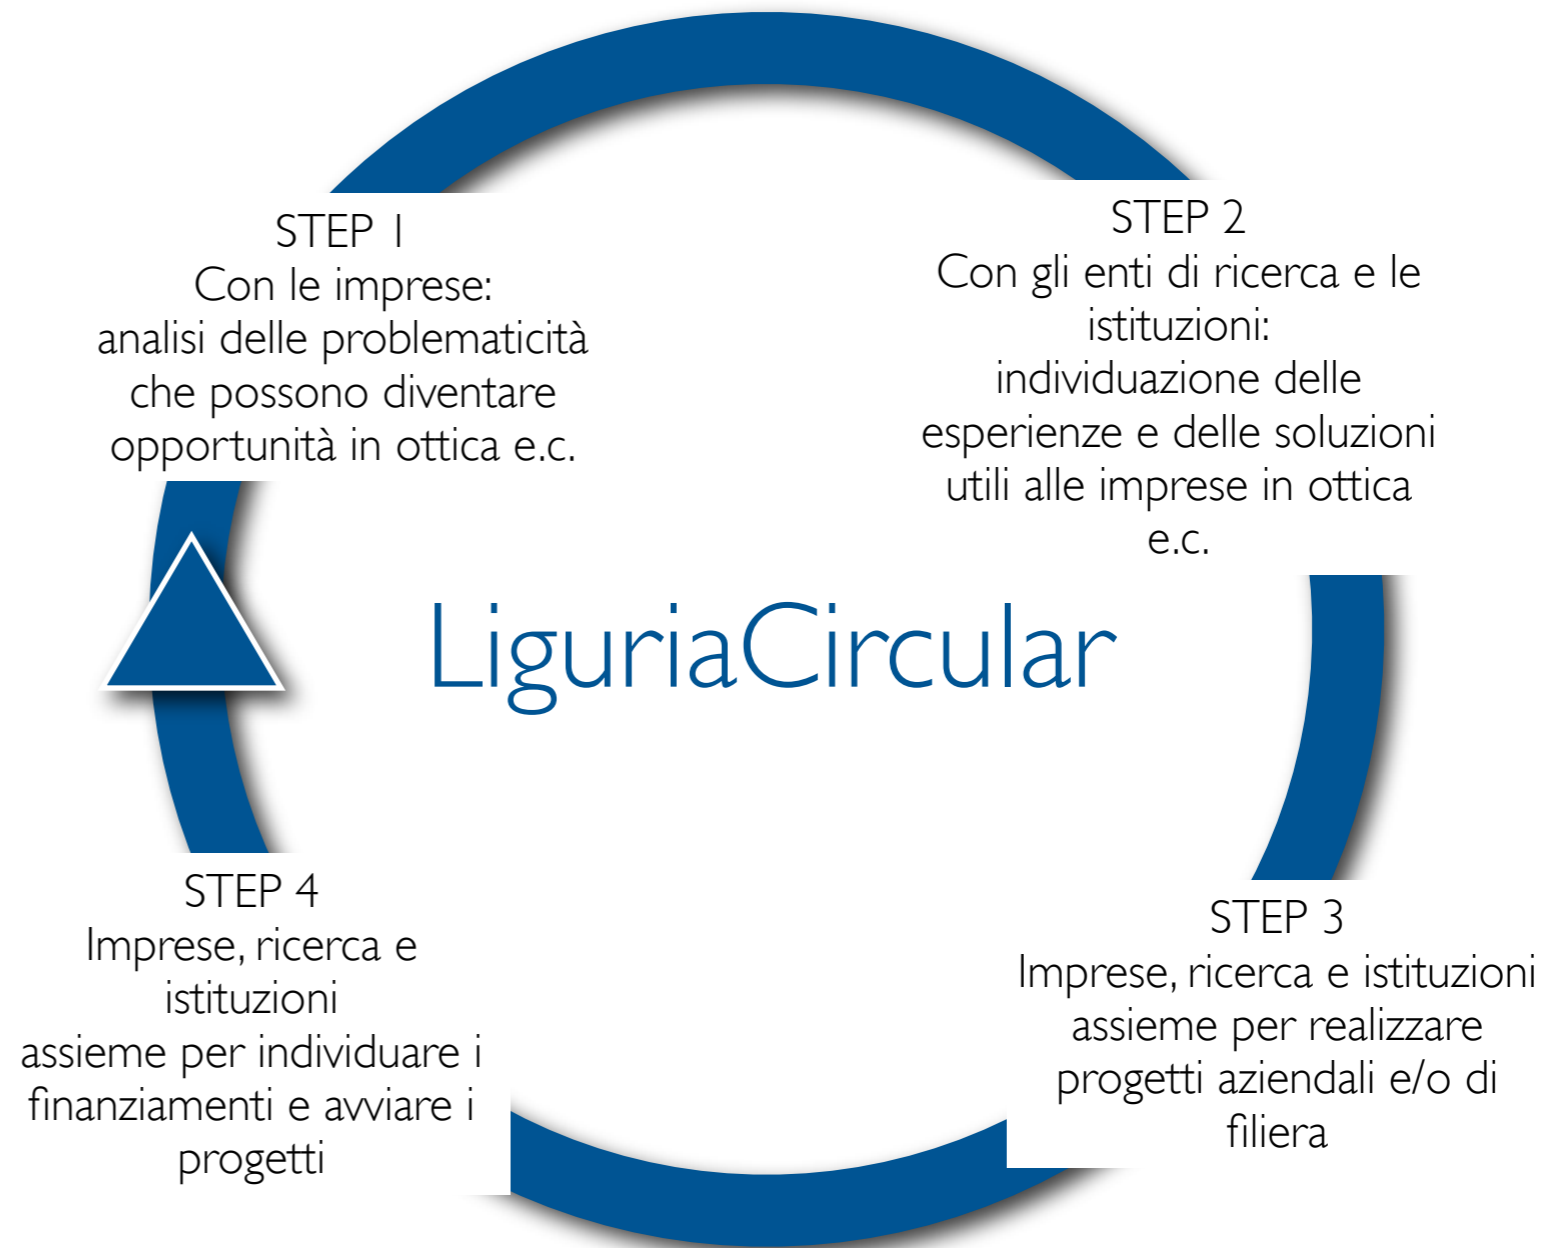 STEP 1
Con le imprese:
analisi delle problematicità
che possono diventare
opportunità in ottica e.c.
STEP 2
Con gli enti di ricerca e le
istituzioni:
individuazione delle
esperienze e delle soluzioni
utili alle imprese in ottica
e.c.
LiguriaCircular
STEP 3
Imprese, ricerca e istituzioni
assieme per realizzare
progetti aziendali e/o di
filiera
STEP 4
Imprese, ricerca e
istituzioni
assieme per individuare i
finanziamenti e avviare i
progetti